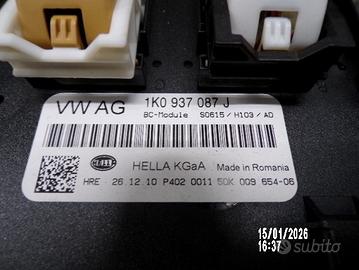 VW AG
1K0 937 087 J
BC-Module S0615 / H103 / AD
HELLA
HELLA KGaA Made in Romania
HRE - 26 12.10 P402 0011 5DK 009 654-06
15/01/2026
16:37
subito